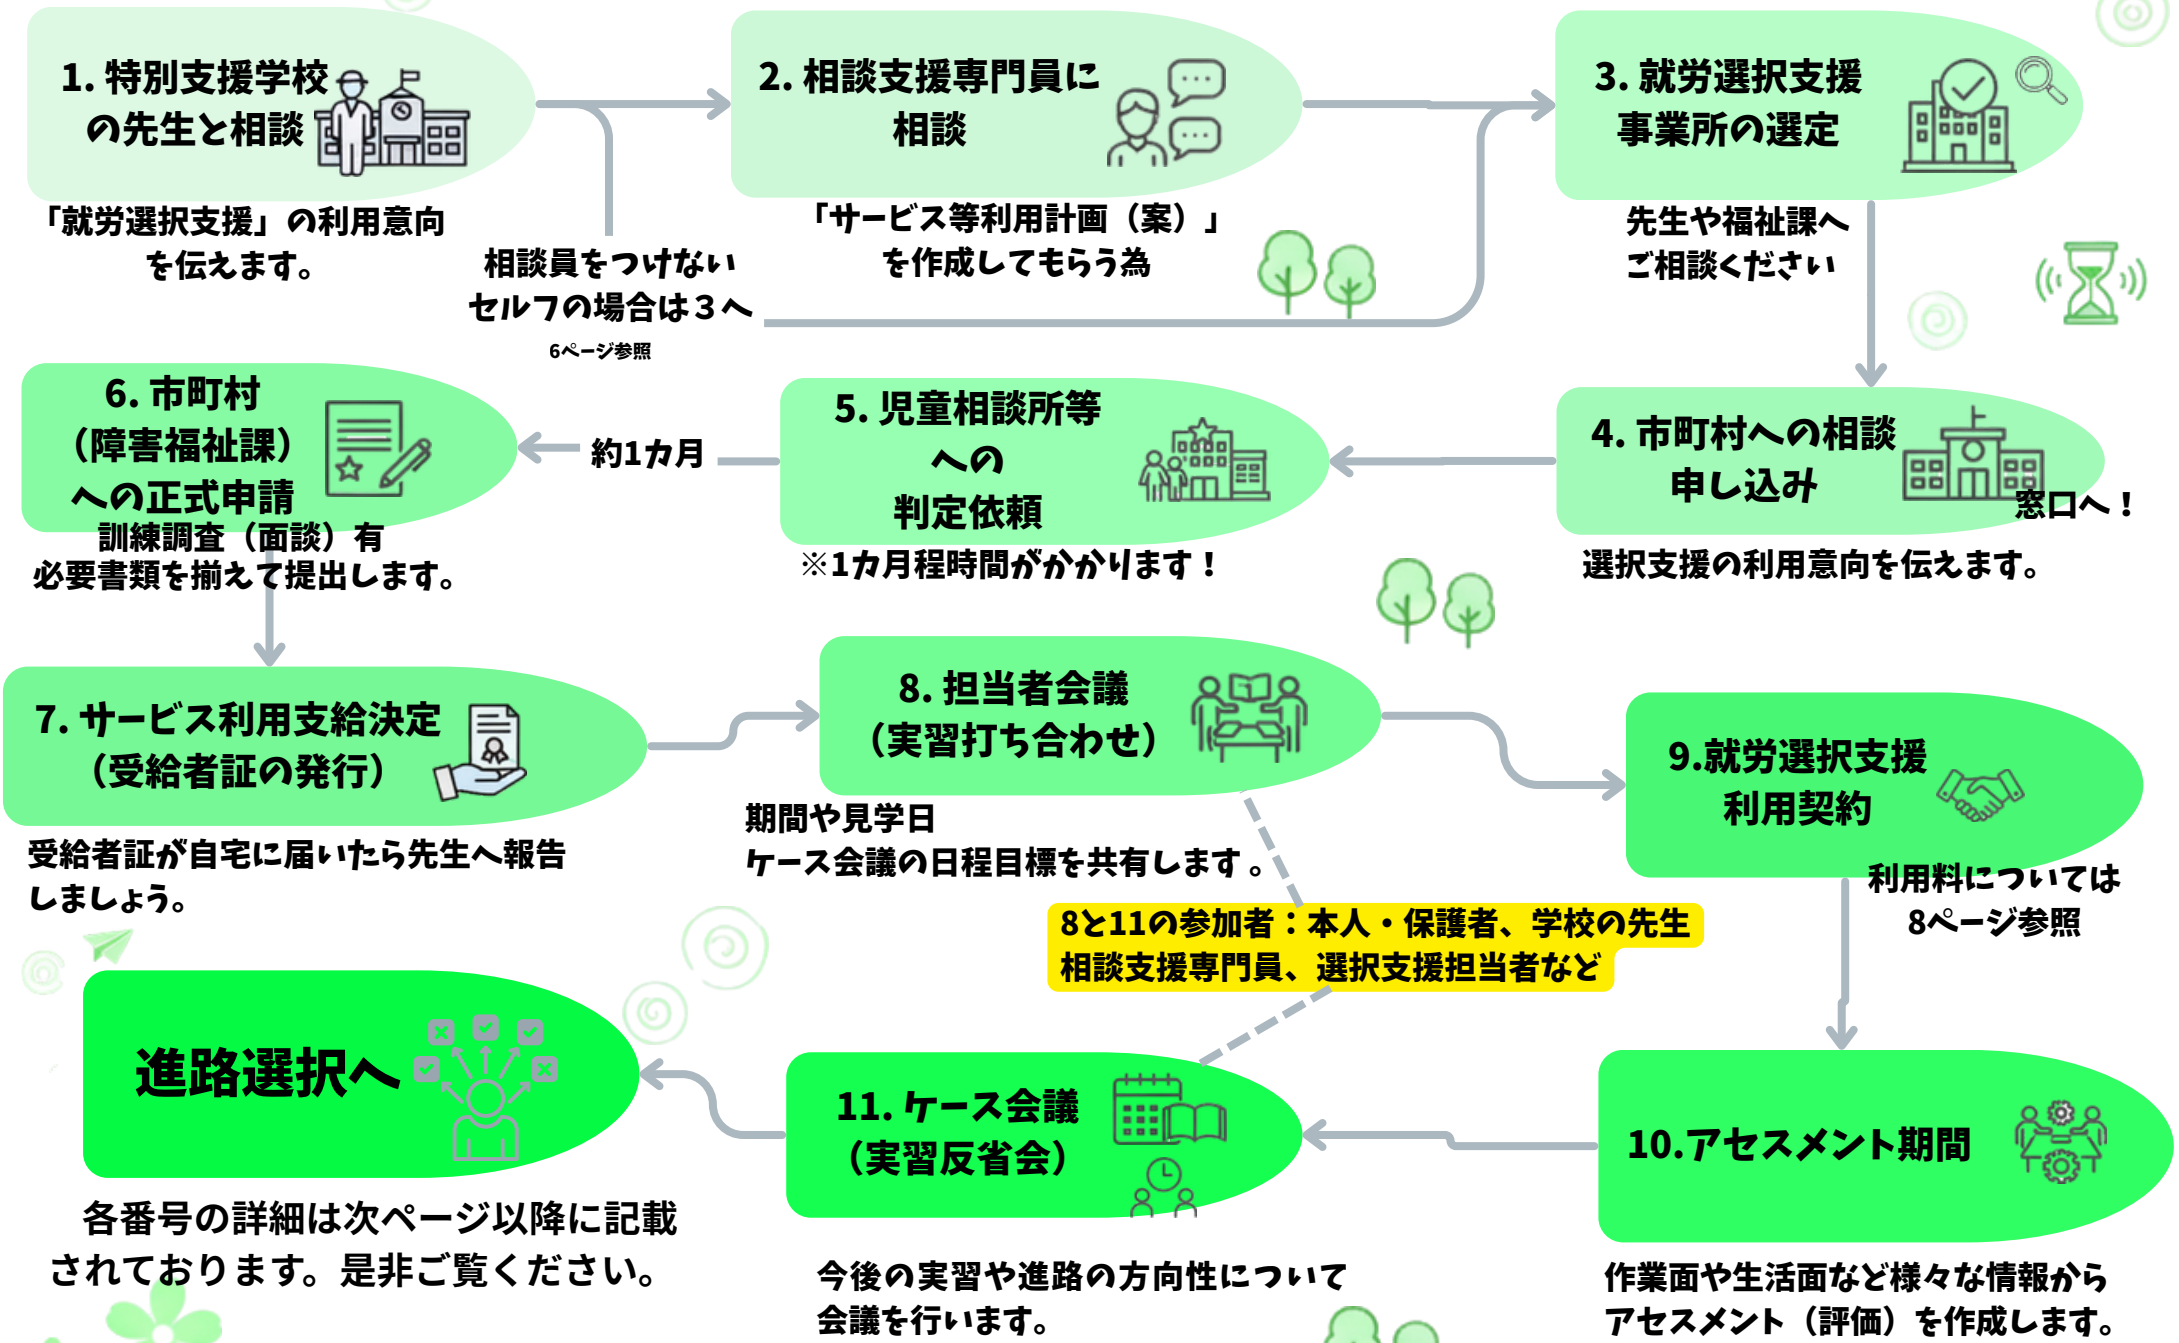 1. 特別支援学校
の先生と相談
「就労選択支援」の利用意向
を伝えます。
相談員をつけない
セルフの場合は３へ
6ページ参照
2. 相談支援専門員に
相談
「サービス等利用計画（案）」
を作成してもらう為
3. 就労選択支援
事業所の選定
先生や福祉課へ
ご相談ください
4. 市町村への相談
申し込み
窓口へ！
選択支援の利用意向を伝えます。
5. 児童相談所等
への
判定依頼
※1カ月程時間がかかります！
約1カ月
6. 市町村
（障害福祉課）
への正式申請
訓練調査（面談）有
必要書類を揃えて提出します。
7. サービス利用支給決定
（受給者証の発行）
受給者証が自宅に届いたら先生へ報告
しましょう。
8. 担当者会議
（実習打ち合わせ）
期間や見学日
ケース会議の日程目標を共有します。
8と11の参加者：本人・保護者、学校の先生
相談支援専門員、選択支援担当者など
9.就労選択支援
利用契約
利用料については
8ページ参照
10.アセスメント期間
作業面や生活面など様々な情報から
アセスメント（評価）を作成します。
11. ケース会議
（実習反省会）
今後の実習や進路の方向性について
会議を行います。
進路選択へ
各番号の詳細は次ページ以降に記載
されております。是非ご覧ください。